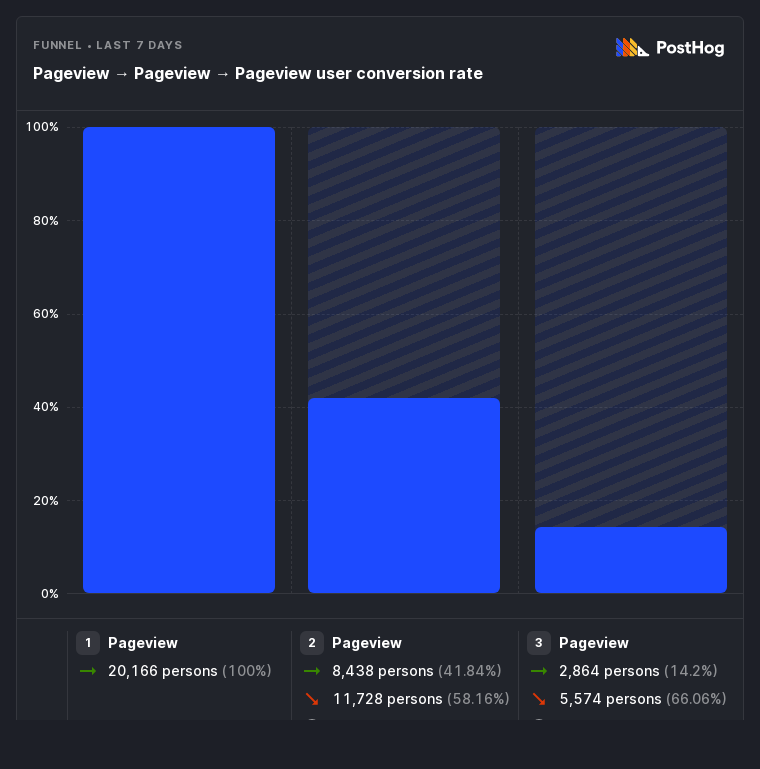 FUNNEL • LAST 7 DAYS
PostHog
Pageview → Pageview → Pageview user conversion rate
100%
80%
60%
40%
20%
0%
1 Pageview
20,166 persons (100%)
2 Pageview
8,438 persons (41.84%)
11,728 persons (58.16%)
3 Pageview
2,864 persons (14.2%)
5,574 persons (66.06%)